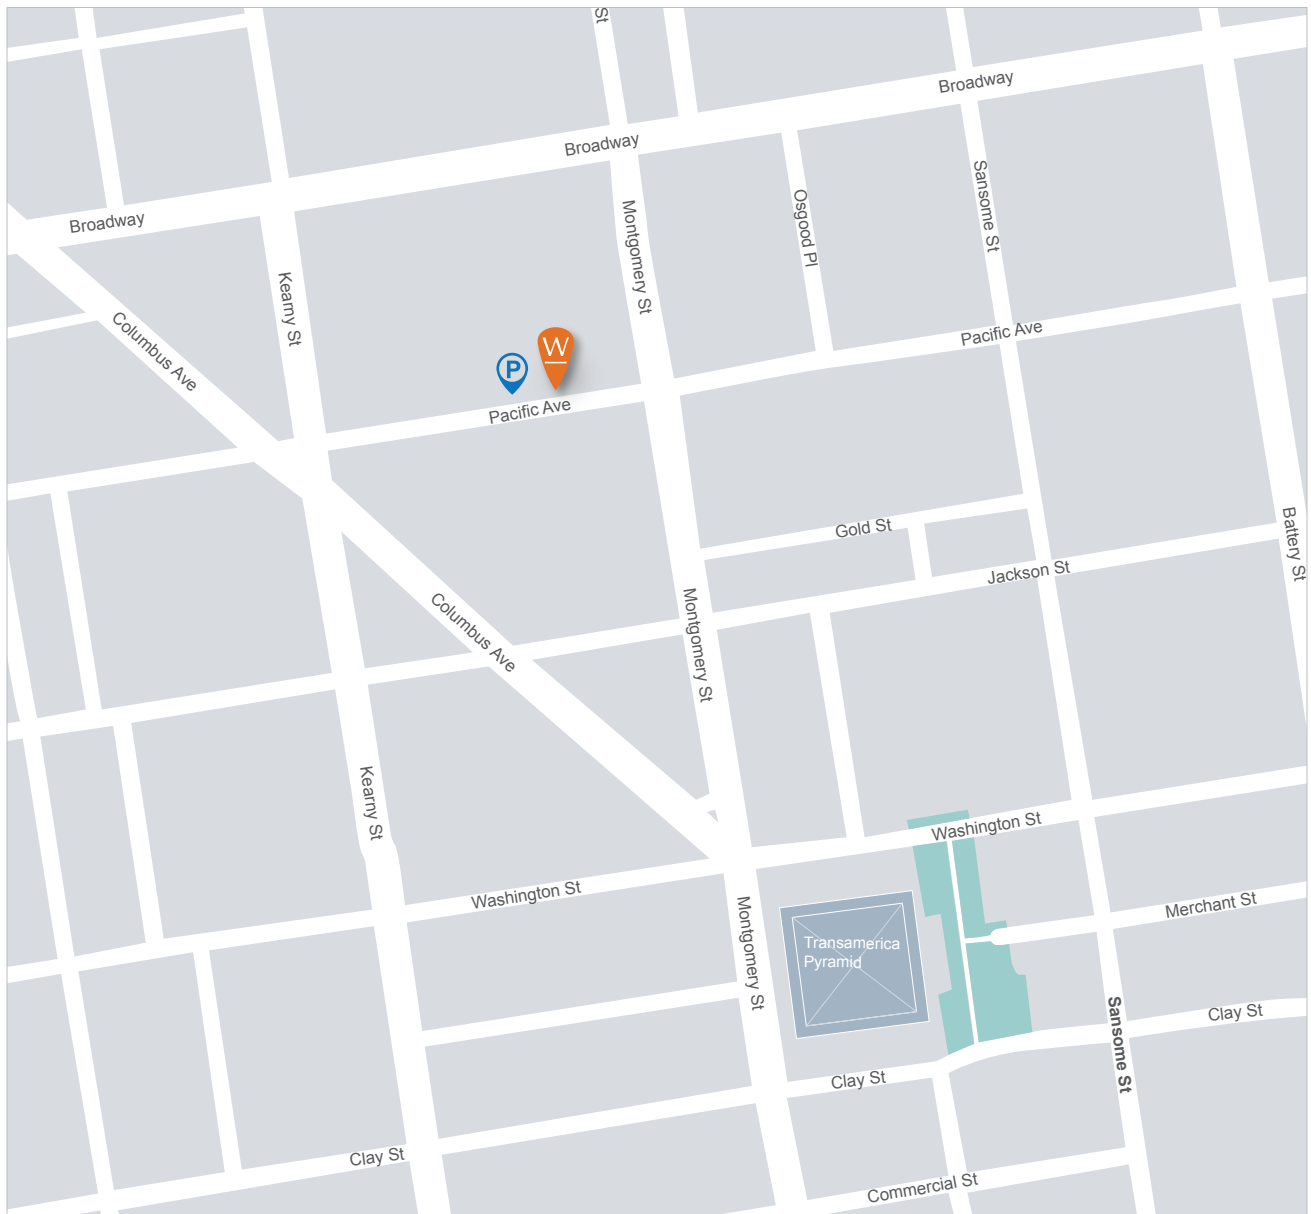 St
Broadway
Broadway
Broadway
Sansome St
Osgood Pl
Montgomery St
Kearny St
Columbus Ave
Pacific Ave
W
P
Pacific Ave
Battery St
Gold St
Jackson St
Columbus Ave
Montgomery St
Kearny St
Washington St
Washington St
Merchant St
Montgomery St
Transamerica
Pyramid
Sansome St
Clay St
Clay St
Clay St
Commercial St